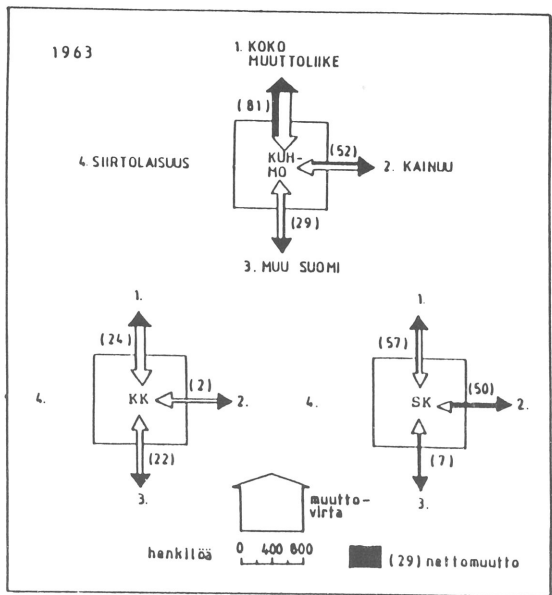 1963
1. KOKO
MUUTTOLIIKE
(81)
4. SIIRTOLAISUUS
KUH-
MO
(52)
2. KAINUU
(29)
3. MUU SUOMI
1.
(24)
4.
KK
(2)
2.
(22)
3.
1.
(57)
4.
SK
(50)
2.
(7)
3.
muutto-
virta
henkilöä
0 400 800
(29) nettomuutto